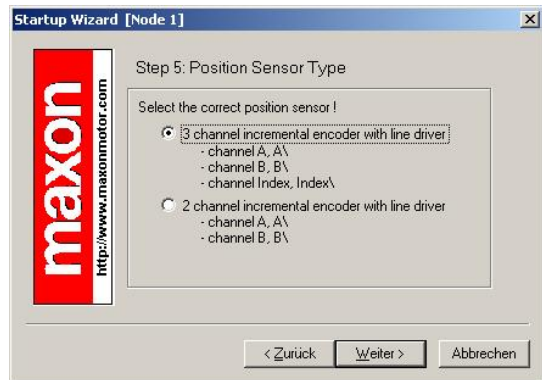 Startup Wizard [Node 1]
maxon
http://www.maxonmotor.com
Step 5: Position Sensor Type
Select the correct position sensor !
3 channel incremental encoder with line driver
- channel A, A\
- channel B, B\
- channel Index, Index\
2 channel incremental encoder with line driver
- channel A, A\
- channel B, B\
< Zurück
Weiter >
Abbrechen